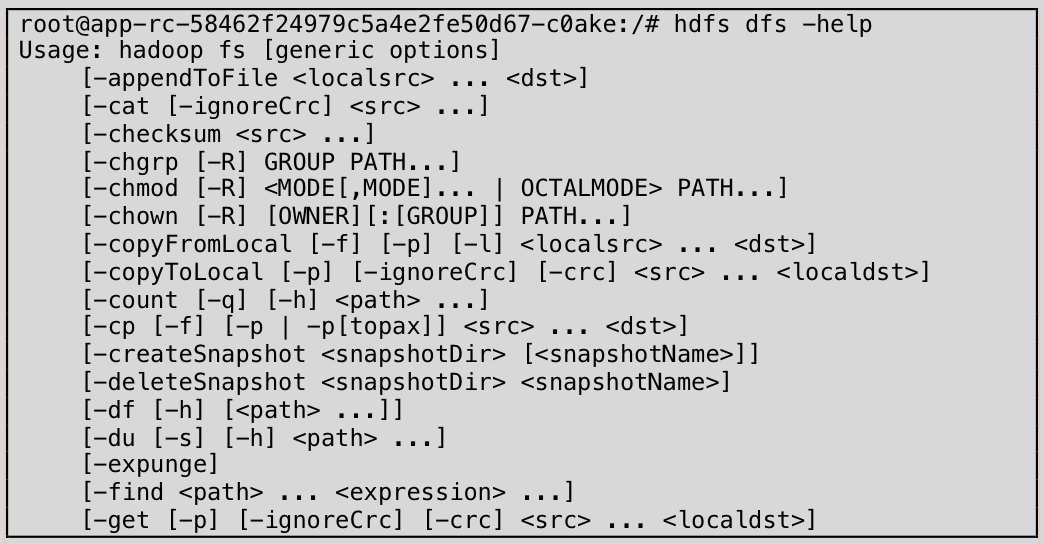 root@app-rc-58462f24979c5a4e2fe50d67-c0ake:/# hdfs dfs -help
Usage: hadoop fs [generic options]
[-appendToFile <localsrc> ... <dst>]
[-cat [-ignoreCrc] <src> ...]
[-checksum <src> ...]
[-chgrp [-R] GROUP PATH...]
[-chmod [-R] <MODE[,MODE]... | OCTALMODE> PATH...]
[-chown [-R] [OWNER][:[GROUP]] PATH...]
[-copyFromLocal [-f] [-p] [-l] <localsrc> ... <dst>]
[-copyToLocal [-p] [-ignoreCrc] [-crc] <src> ... <localdst>]
[-count [-q] [-h] <path> ...]
[-cp [-f] [-p | -p[topax]] <src> ... <dst>]
[-createSnapshot <snapshotDir> [<snapshotName>]]
[-deleteSnapshot <snapshotDir> <snapshotName>]
[-df [-h] [<path> ...]]
[-du [-s] [-h] <path> ...]
[-expunge]
[-find <path> ... <expression> ...]
[-get [-p] [-ignoreCrc] [-crc] <src> ... <localdst>]